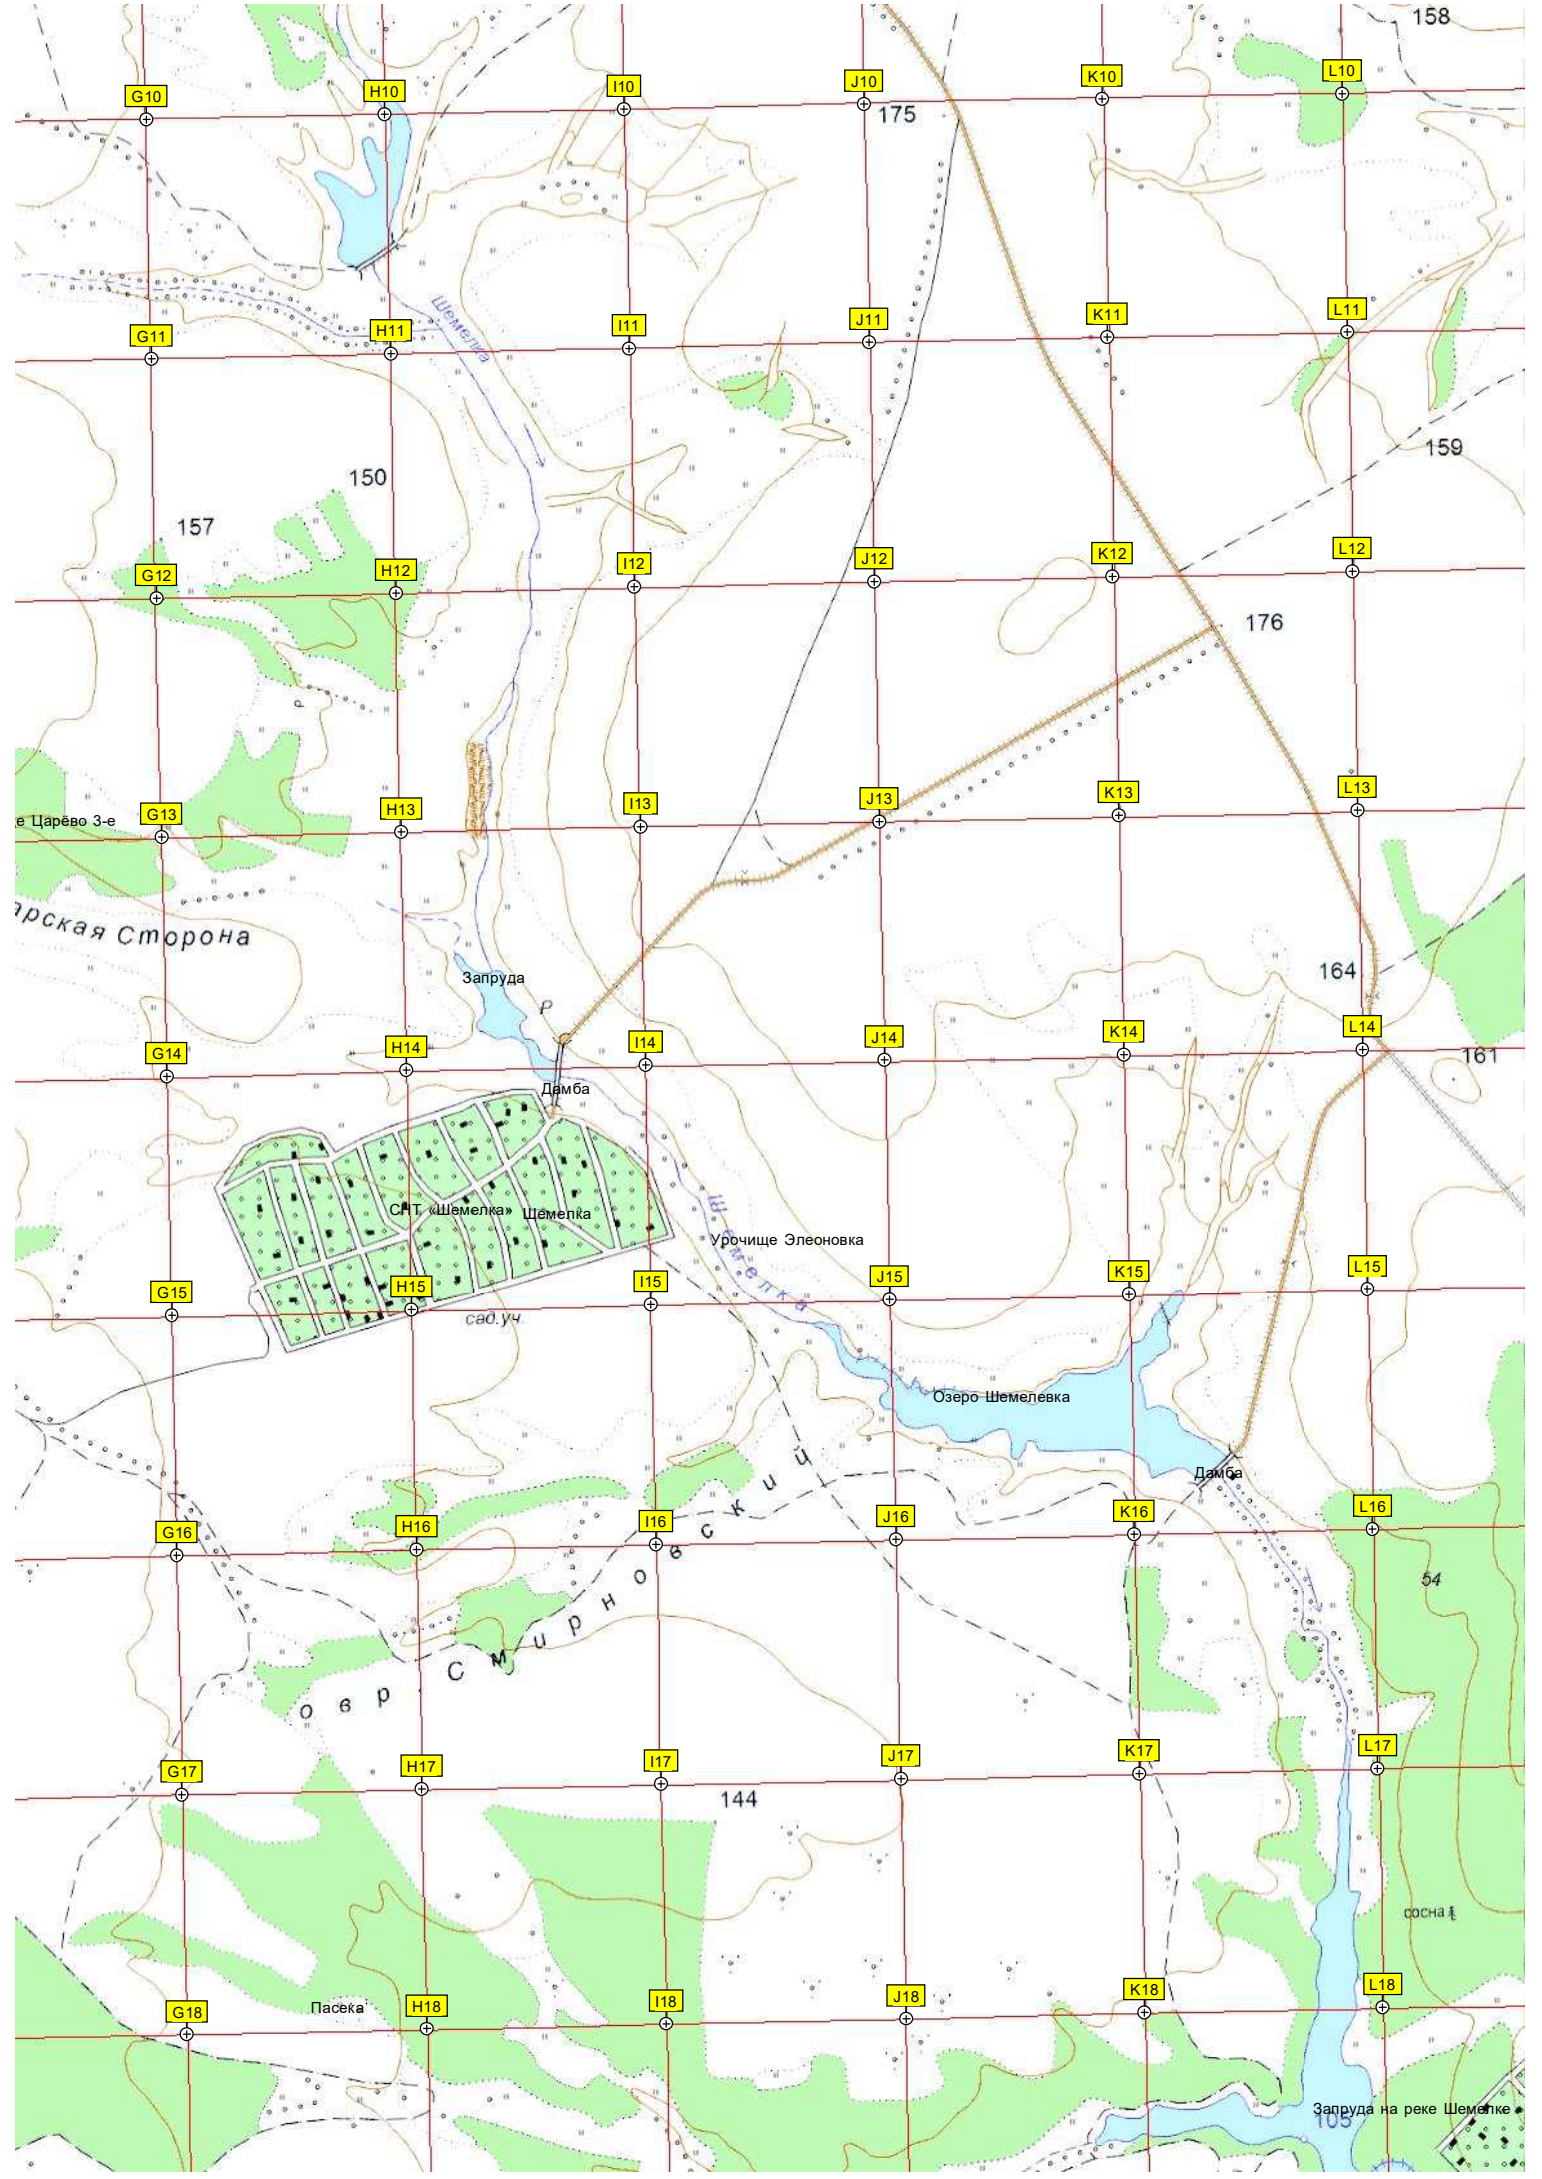 158
L10
K10
J10
I10
H10
G10
175
Шемелка
L11
K11
J11
I11
H11
G11
159
150
157
L12
K12
J12
I12
H12
G12
176
Р
L13
K13
J13
I13
H13
G13
е Царёво 3-е
арская Сторона
164
Запруда
Р
L14
K14
J14
I14
H14
G14
161
Дамба
СНТ «Шемелка» Шемелка
Шемелка
Урочище Элеоновка
L15
K15
J15
I15
H15
G15
сад.уч
Озеро Шемелевка
Дамба
L16
K16
J16
I16
H16
G16
54
овр. Смирновский
L17
K17
J17
I17
H17
G17
144
сосна
Пасека
L18
K18
J18
I18
H18
G18
Запруда на реке Шемелке
105